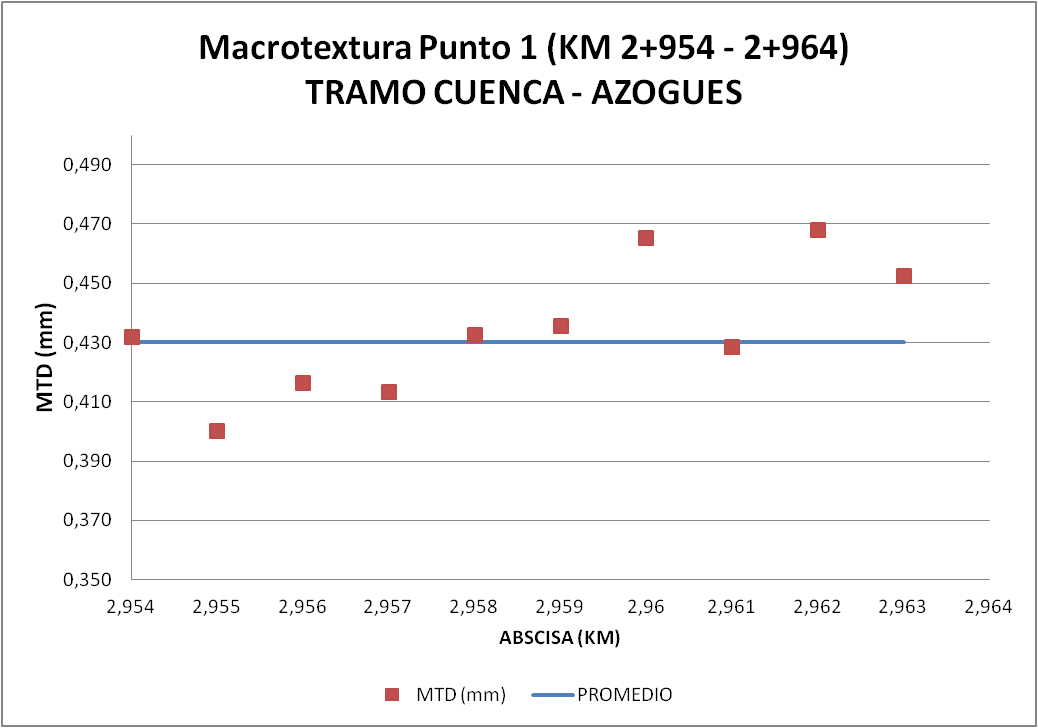 Macrotextura Punto 1 (KM 2+954 - 2+964)
TRAMO CUENCA - AZOGUES
0,490
0,470
0,450
0,430
0,410
0,390
0,370
0,350
MTD (mm)
2,954 2,955 2,956 2,957 2,958 2,959 2,96 2,961 2,962 2,963 2,964
ABSCISA (KM)
MTD (mm) PROMEDIO